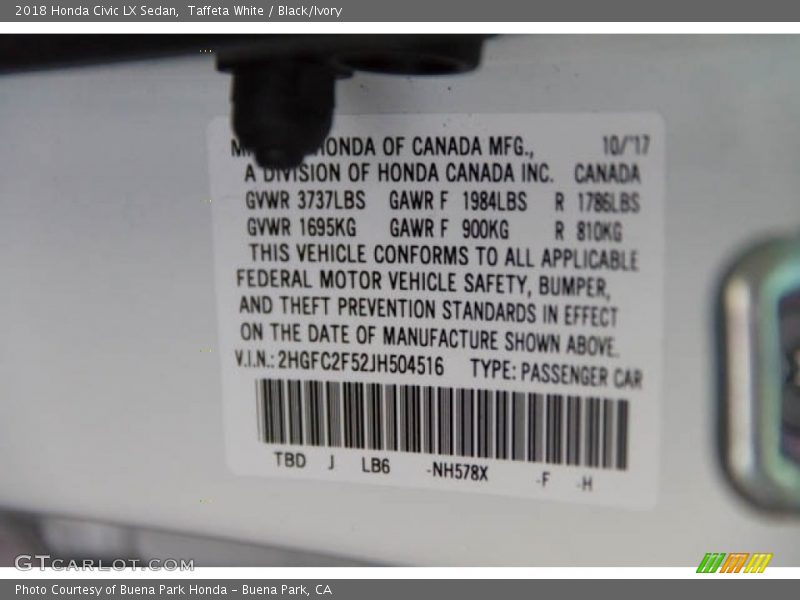 2018 Honda Civic LX Sedan, Taffeta White / Black/Ivory
HONDA OF CANADA MFG., 10/'17
A DIVISION OF HONDA CANADA INC. CANADA
GVWR 3737LBS GAWR F 1984LBS R 1786LBS
GVWR 1695KG GAWR F 900KG R 810KG
THIS VEHICLE CONFORMS TO ALL APPLICABLE
FEDERAL MOTOR VEHICLE SAFETY, BUMPER,
AND THEFT PREVENTION STANDARDS IN EFFECT
ON THE DATE OF MANUFACTURE SHOWN ABOVE.
V.I.N.: 2HGFC2F52JH504516 TYPE: PASSENGER CAR
TBD J LB6 -NH578X -F -H
GTCARLOT.COM
Photo Courtesy of Buena Park Honda - Buena Park, CA